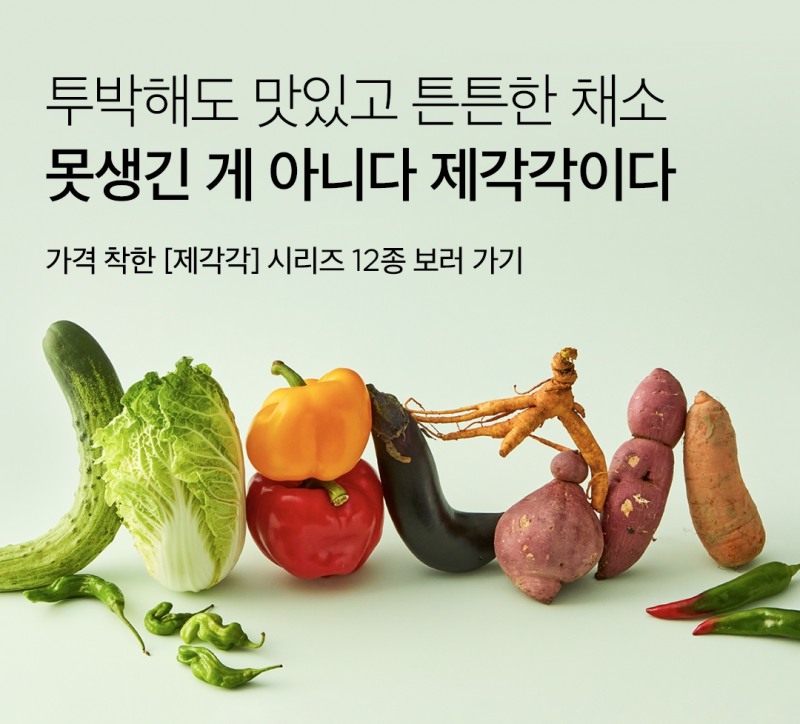 투박해도 맛있고 튼튼한 채소
못생긴 게 아니다 제각각이다
가격 착한 [제각각] 시리즈 12종 보러 가기